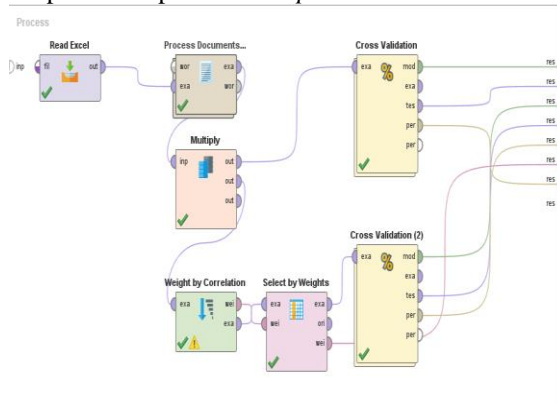 Process
Read Excel
Process Documents...
Cross Validation
inp
fil
out
wor
exa
exa
wor
exa
mod
exa
tes
per
per
res
res
res
res
res
res
res
res
Multiply
inp
out
out
out
Cross Validation (2)
exa
mod
exa
tes
per
per
Weight by Correlation
Select by Weights
exa
wei
exa
exa
wei
exa
ori
wei